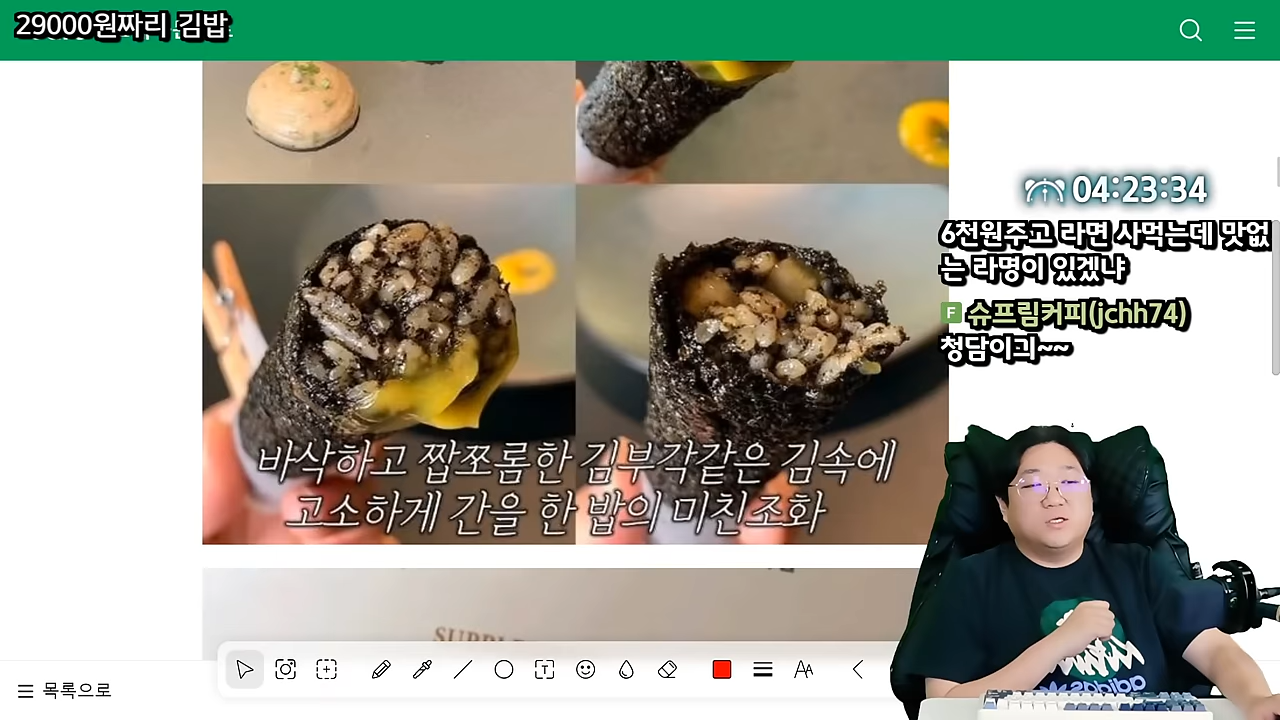 29000원짜리 김밥
04:23:34
6천원주고 라면 사먹는데 맛없
는 라명이 있겠냐
F 슈프림커피(jchh74)
청담이긔~~
바삭하고 짭쪼롬한 김부각같은 김속에
고소하게 간을 한 밥의 미친조화
목록으로